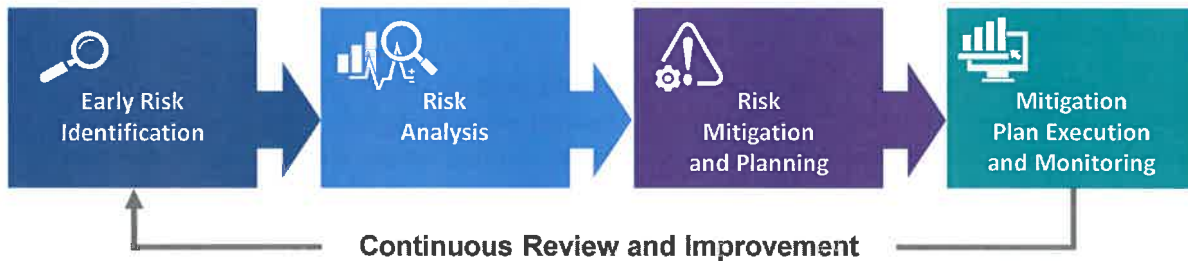 Early Risk
Identification
Risk
Analysis
Risk
Mitigation
and Planning
Mitigation
Plan Execution
and Monitoring
Continuous Review and Improvement